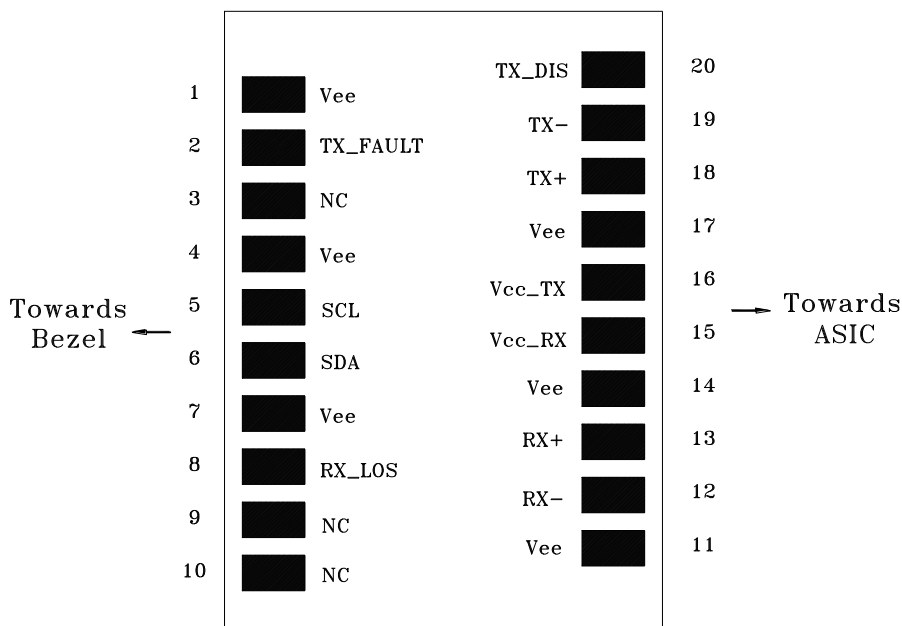 TX_DIS 20
1 Vee
TX- 19
2 TX_FAULT
TX+ 18
3 NC
Vee 17
4 Vee
Vcc_TX 16
5 SCL
Towards
Bezel
Towards
ASIC
Vcc_RX 15
6 SDA
Vee 14
7 Vee
RX+ 13
8 RX_LOS
RX- 12
9 NC
Vee 11
10 NC